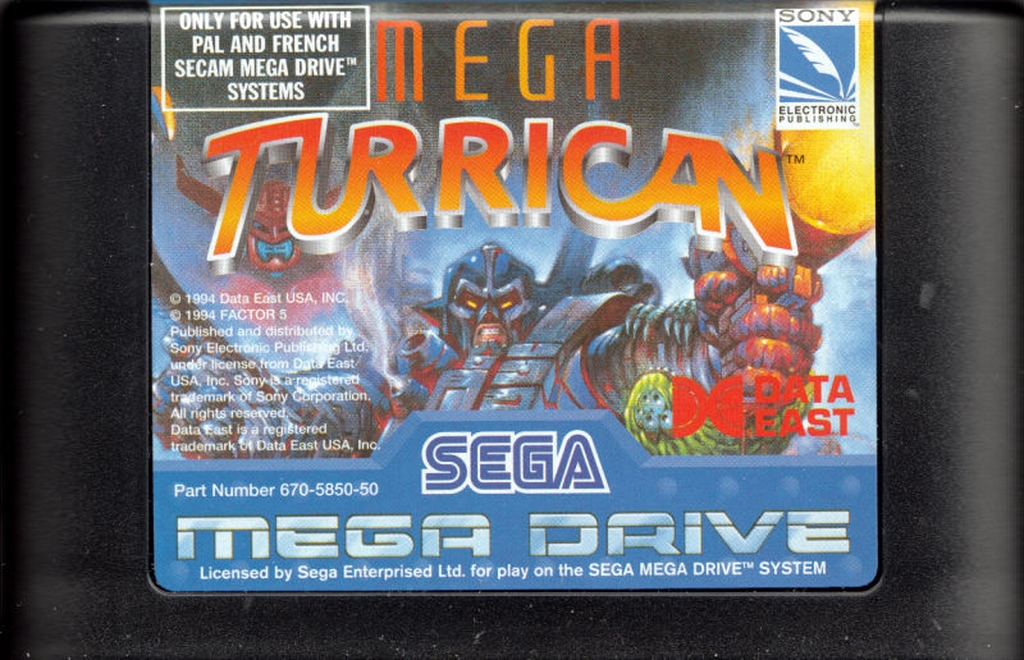 ONLY FOR USE WITH
PAL AND FRENCH
SECAM MEGA DRIVE™
SYSTEMS
MEGA
TURRICAN™
SONY
ELECTRONIC
PUBLISHING™
© 1994 Data East USA, INC.
© 1994 FACTOR 5
Published and distributed by
Sony Electronic Publishing Ltd.
under license from Data East
USA, Inc. Sony is a registered
trademark of Sony Corporation.
All rights reserved.
Data East is a registered
trademark of Data East USA, Inc.
DATA
EAST
SEGA
Part Number 670-5850-50
MEGA DRIVE
Licensed by Sega Enterprised Ltd. for play on the SEGA MEGA DRIVE™ SYSTEM